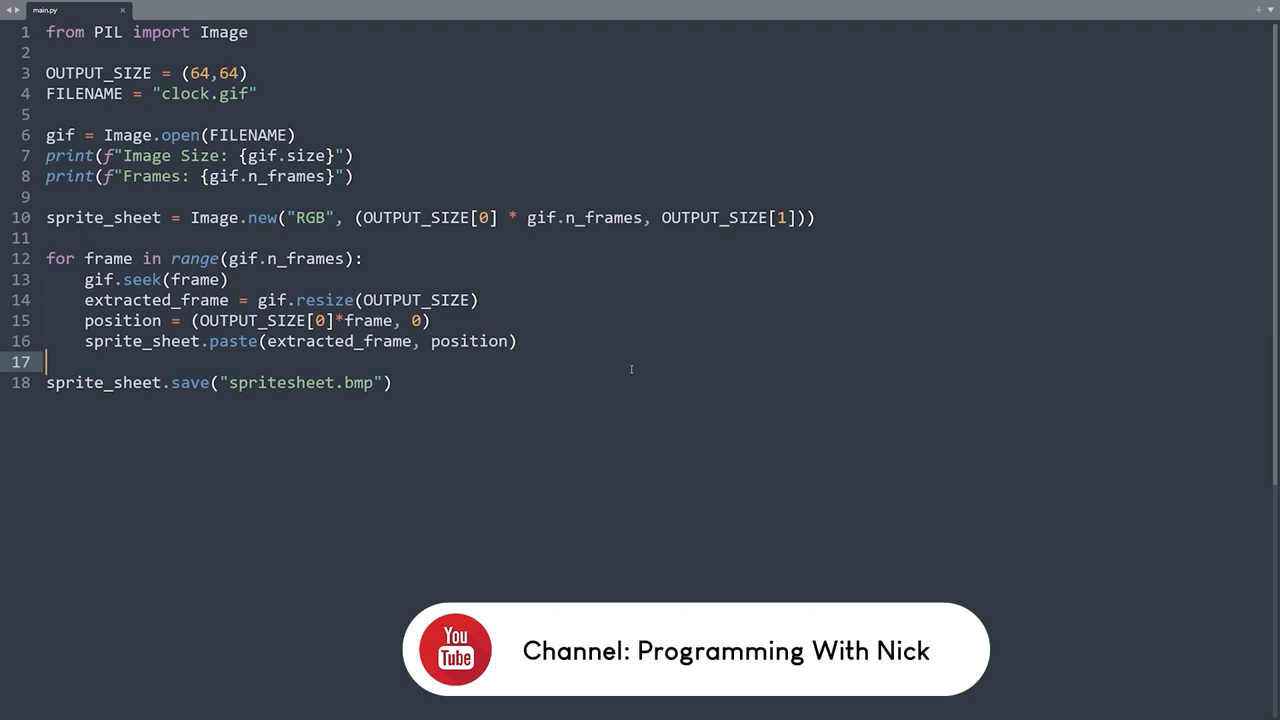 main.py
1 from PIL import Image
2
3 OUTPUT_SIZE = (64,64)
4 FILENAME = "clock.gif"
5
6 gif = Image.open(FILENAME)
7 print(f"Image Size: {gif.size}")
8 print(f"Frames: {gif.n_frames}")
9
10 sprite_sheet = Image.new("RGB", (OUTPUT_SIZE[0] * gif.n_frames, OUTPUT_SIZE[1]))
11
12 for frame in range(gif.n_frames):
13     gif.seek(frame)
14     extracted_frame = gif.resize(OUTPUT_SIZE)
15     position = (OUTPUT_SIZE[0]*frame, 0)
16     sprite_sheet.paste(extracted_frame, position)
17
18 sprite_sheet.save("spritesheet.bmp")
You
Tube
Channel: Programming With Nick